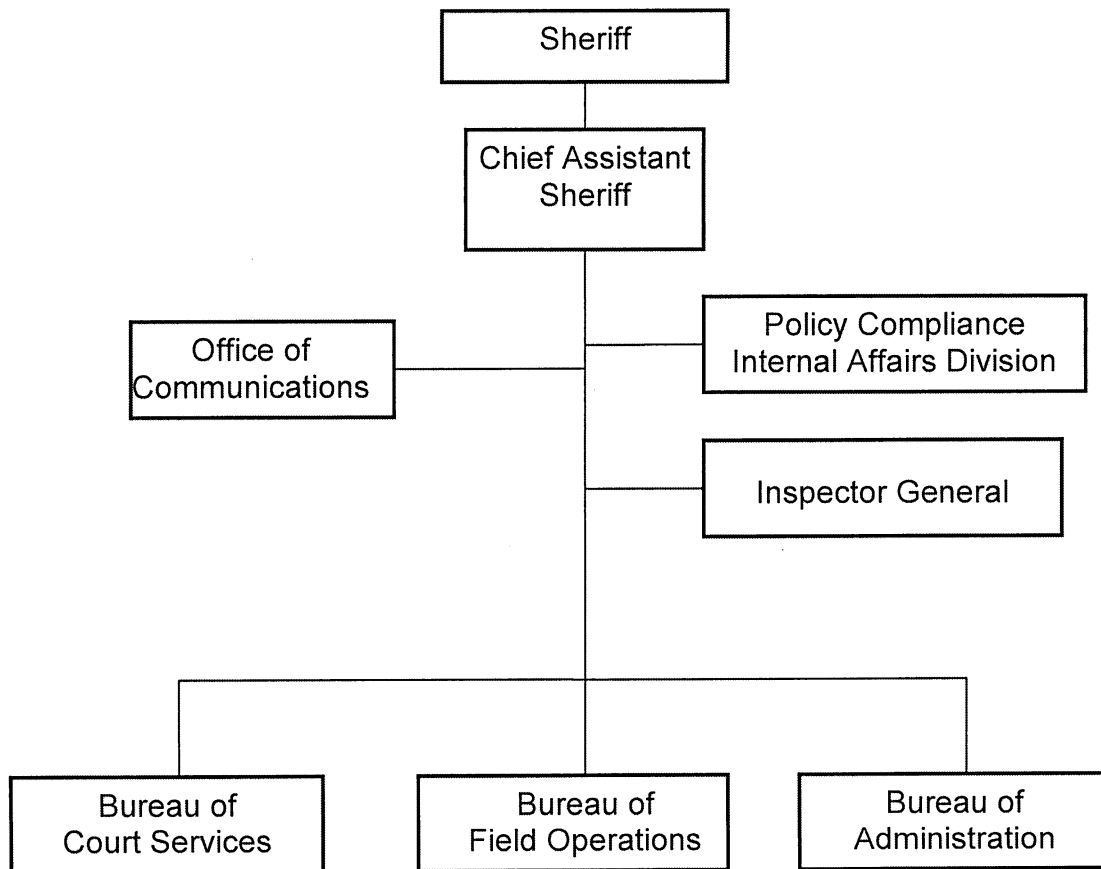 Sheriff
Chief Assistant
Sheriff
Office of
Communications
Policy Compliance
Internal Affairs Division
Inspector General
Bureau of
Court Services
Bureau of
Field Operations
Bureau of
Administration